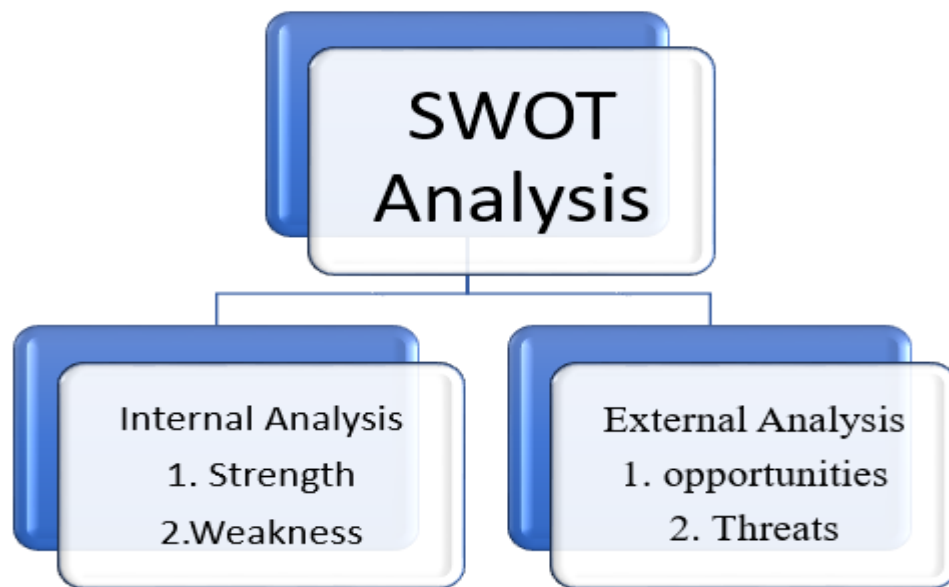 SWOT
Analysis
Internal Analysis
1. Strength
2.Weakness
External Analysis
1. opportunities
2. Threats